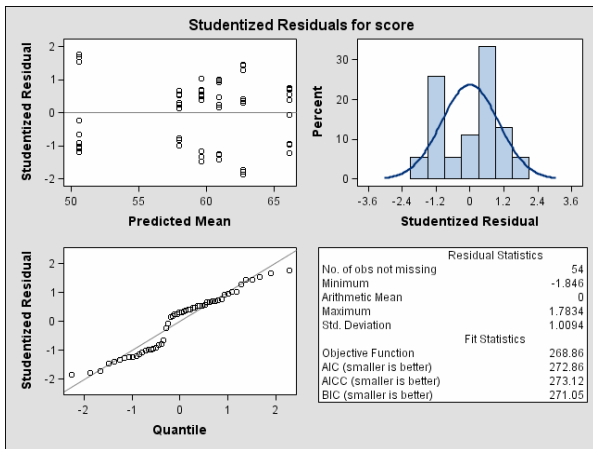 Studentized Residuals for score
Studentized Residual
2
1
0
-1
-2
50
55
60
65
Predicted Mean
Percent
30
20
10
0
-3.6
-2.4
-1.2
0
1.2
2.4
3.6
Studentized Residual
Studentized Residual
2
1
0
-1
-2
-2
-1
0
1
2
Quantile
Residual Statistics
No. of obs not missing 54
Minimum -1.846
Arithmetic Mean 0
Maximum 1.7834
Std. Deviation 1.0094
Fit Statistics
Objective Function 268.86
AIC (smaller is better) 272.86
AICC (smaller is better) 273.12
BIC (smaller is better) 271.05